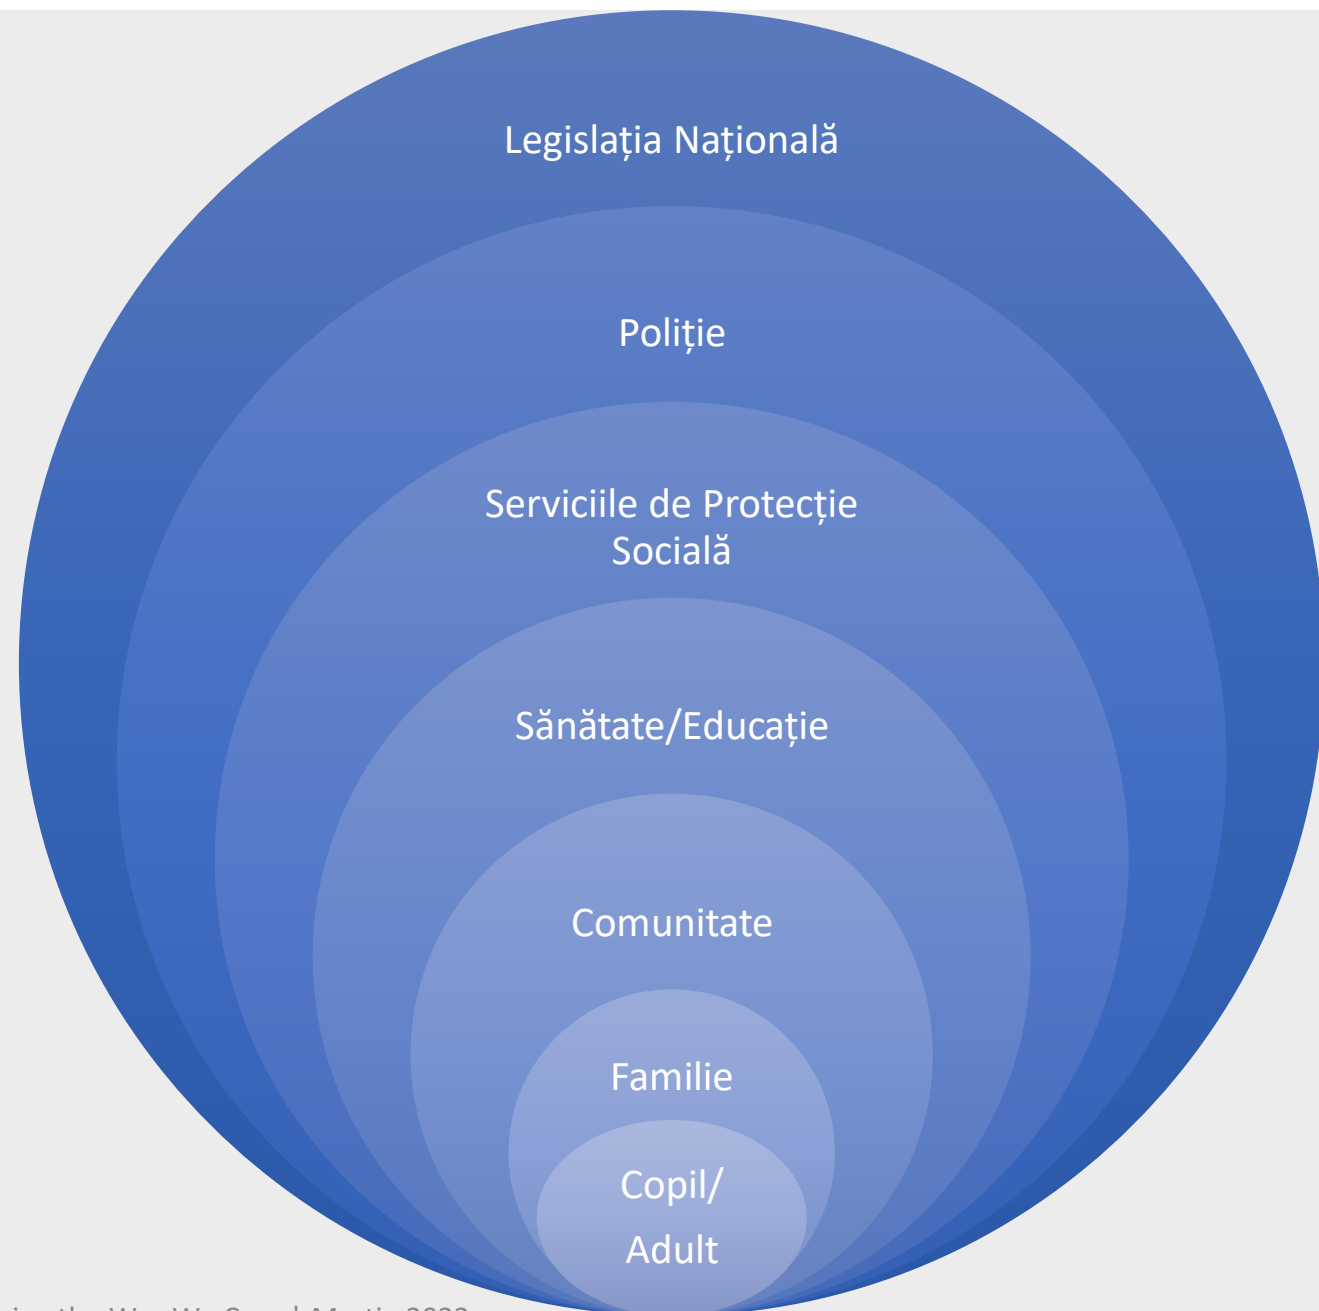 Legislația Națională
Poliție
Serviciile de Protecție
Socială
Sănătate/Educație
Comunitate
Familie
Copil/
Adult